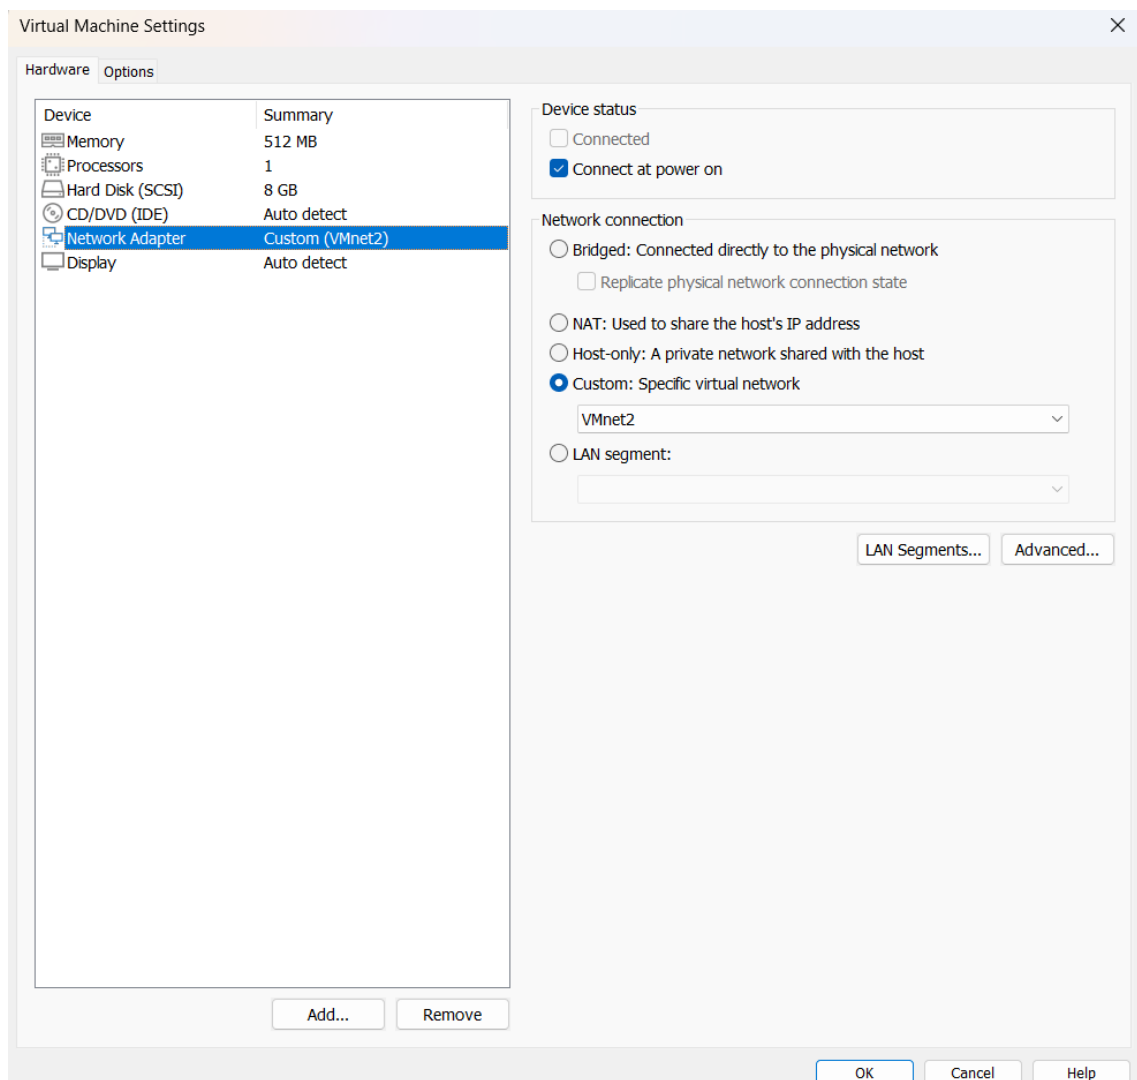 Virtual Machine Settings
Hardware Options
Device Summary
Memory 512 MB
Processors 1
Hard Disk (SCSI) 8 GB
CD/DVD (IDE) Auto detect
Network Adapter Custom (VMnet2)
Display Auto detect
Add... Remove
Device status
Connected
Connect at power on
Network connection
Bridged: Connected directly to the physical network
Replicate physical network connection state
NAT: Used to share the host's IP address
Host-only: A private network shared with the host
Custom: Specific virtual network
VMnet2
LAN segment:
LAN Segments... Advanced...
OK Cancel Help